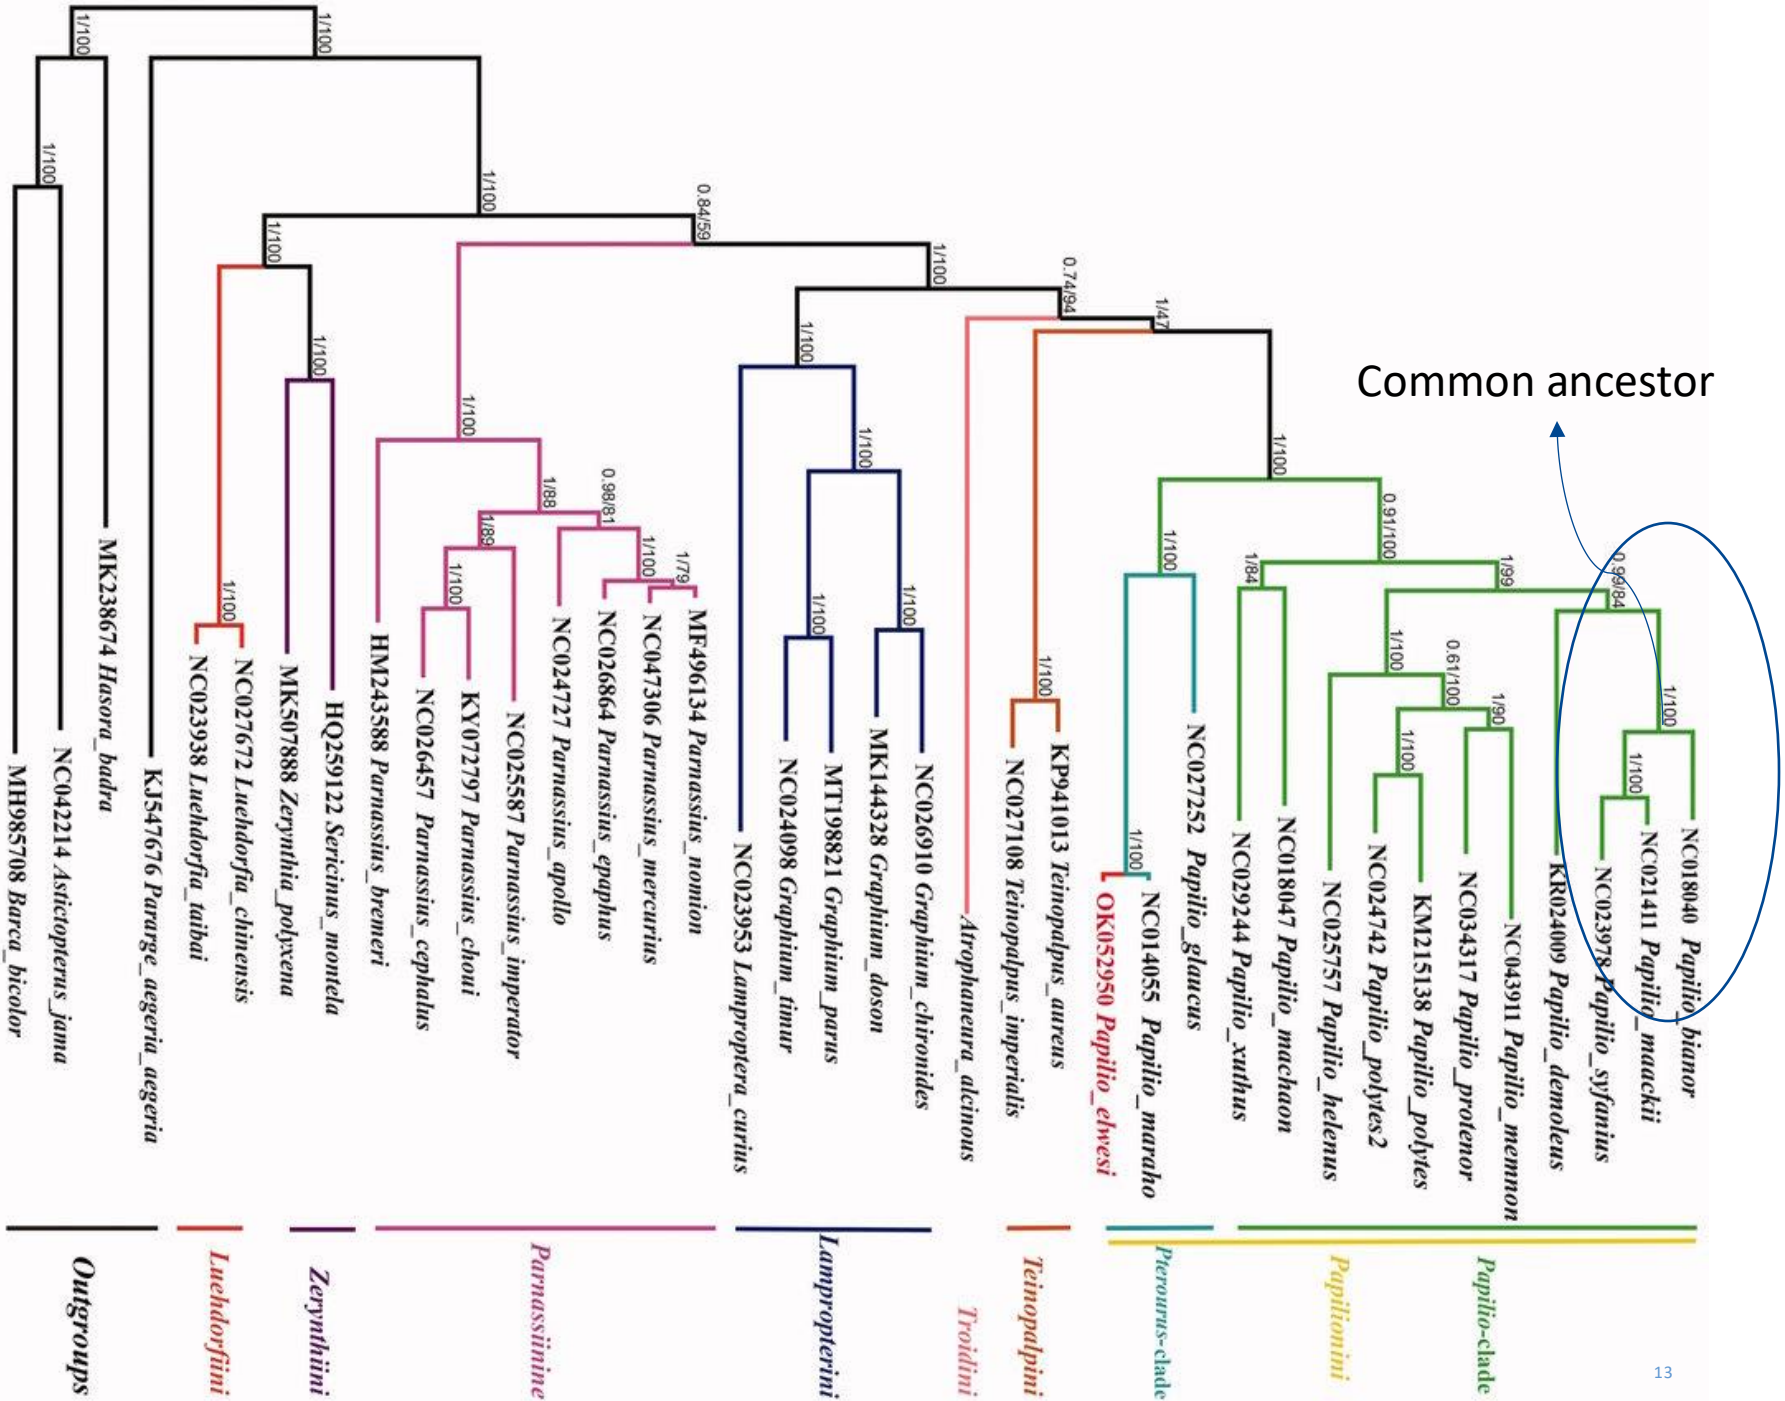 1/100
1/100
1/100
1/100
0.84/59
1/100
1/100
0.74/94
1/47
1/100
1/100
1/100
1/100
1/100
1/88
0.98/81
1/89
1/100
1/79
1/100
1/100
1/100
1/100
1/100
1/100
1/100
0.91/100
1/100
1/84
1/99
0.99/84
1/100
0.61/100
1/90
1/100
1/100
1/100
1/100
Common ancestor
MH985708 Barca_bicolor
NC042214 Astictopterus_jama
MK238674 Hasora_badra
KJ547676 Pararge_aegeria_aegeria
NC023938 Luehdorfia_taibai
NC027672 Luehdorfia_chinensis
MK507888 Zerynthia_polyxena
HQ259122 Sericinus_montela
HM243588 Parnassius_bremeri
NC026457 Parnassius_cephalus
KY072797 Parnassius_choui
NC025587 Parnassius_imperator
NC024727 Parnassius_apollo
NC026864 Parnassius_epaphus
NC047306 Parnassius_mercurius
MF496134 Parnassius_nomion
NC023953 Lamproptera_curius
NC024098 Graphium_timur
MT198821 Graphium_parus
MK144328 Graphium_doson
NC026910 Graphium_chironides
Atrophaneura_alcinous
NC027108 Teinopalpus_imperialis
KP941013 Teinopalpus_aureus
OK052950 Papilio_elwesi
NC014055 Papilio_maraho
NC027252 Papilio_glaucus
NC029244 Papilio_xuthus
NC018047 Papilio_machaon
NC025757 Papilio_helenus
NC024742 Papilio_polytes2
KM215138 Papilio_polytes
NC034317 Papilio_protenor
NC043911 Papilio_memnon
KR024009 Papilio_demoleus
NC023978 Papilio_syfanius
NC021411 Papilio_maackii
NC018040 Papilio_bianor
Outgroups
Luehdorfiini
Zerynthiini
Parnassiinine
Lampropterini
Troidini
Teinopalpini
Pterourus-clade
Papilionini
Papilio-clade
13